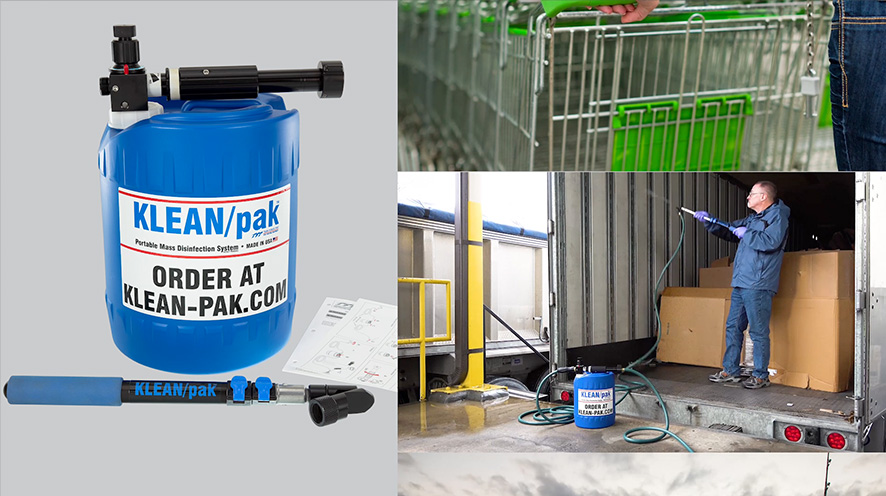 KLEAN/pak
Portable Mass Disinfection System • MADE IN USA
ORDER AT
KLEAN-PAK.COM
KLEAN/paK
KLEAN/pak
ORDER AT
KLEAN-PAK.COM